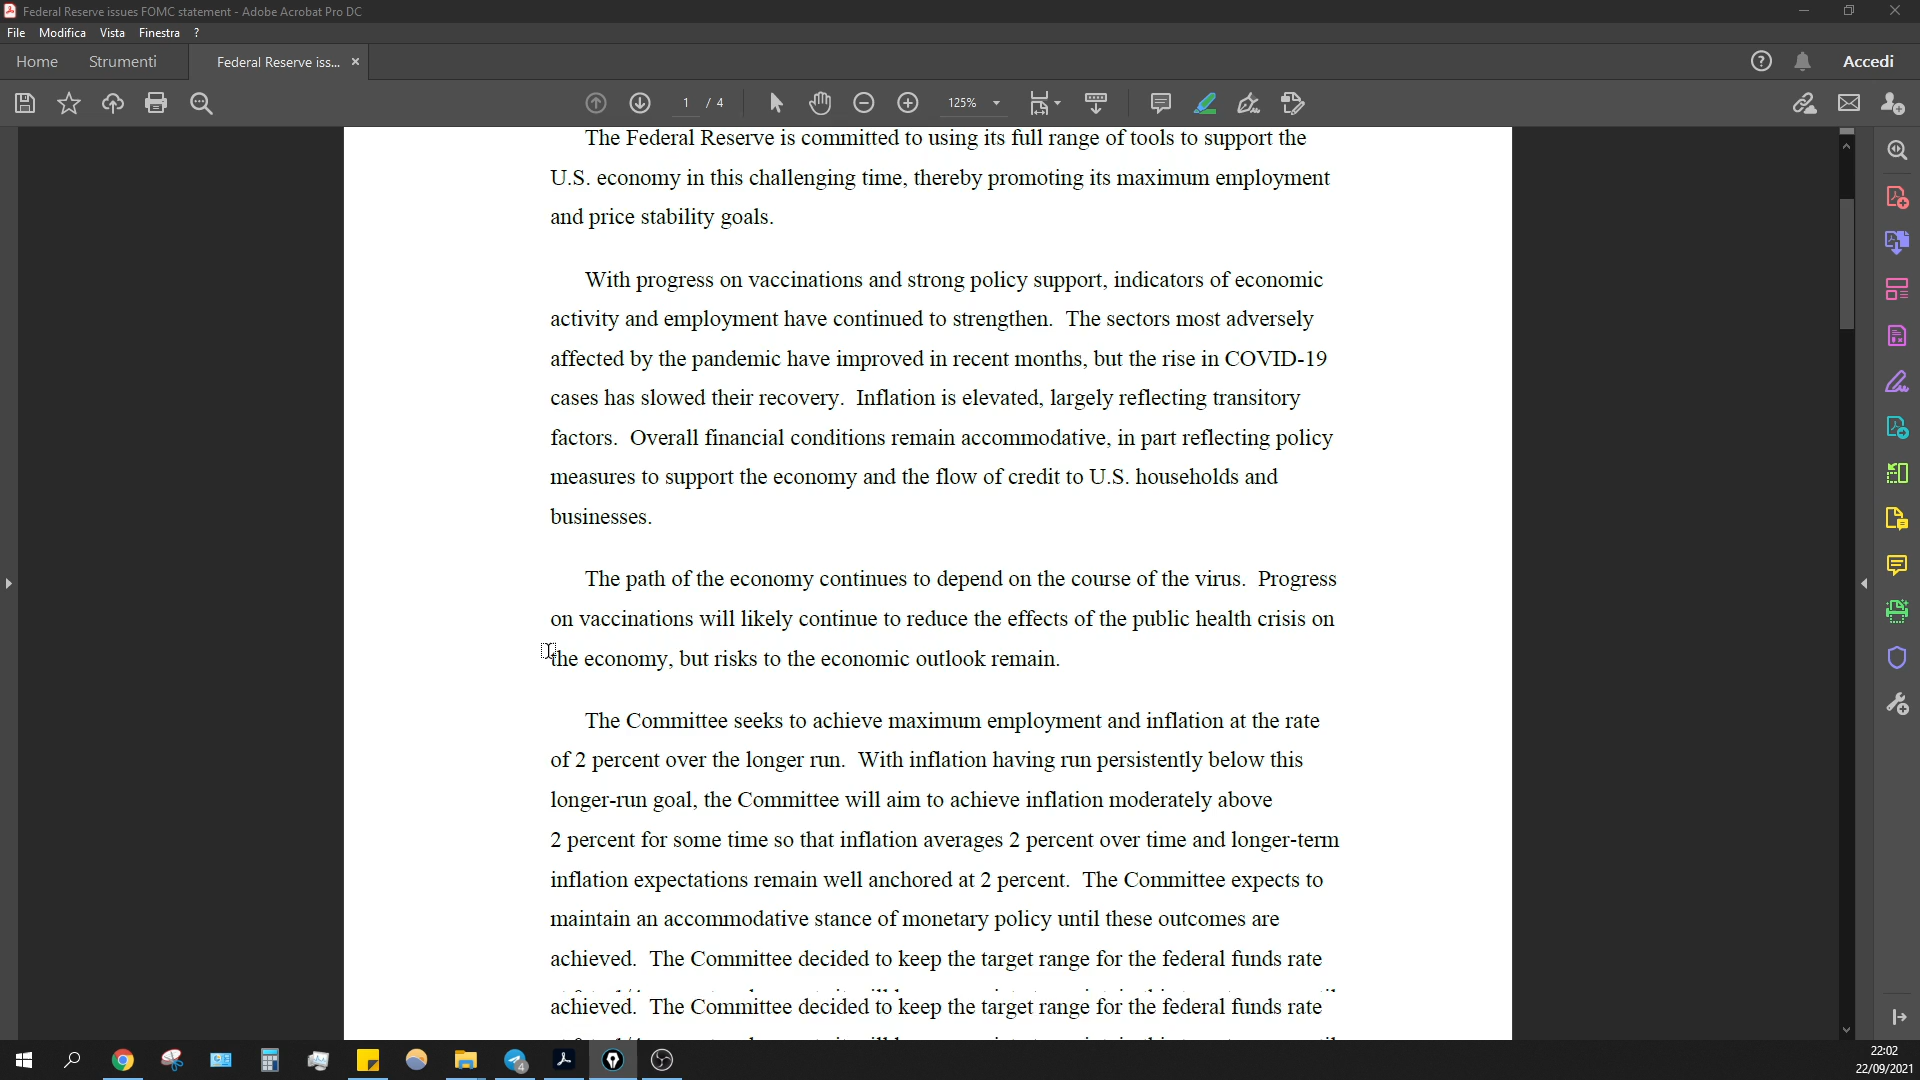 Federal Reserve issues FOMC statement - Adobe Acrobat Pro DC
File Modifica Vista Finestra ?
Home Strumenti Federal Reserve iss... × Accedi
1 / 4 125%
The Federal Reserve is committed to using its full range of tools to support the
U.S. economy in this challenging time, thereby promoting its maximum employment
and price stability goals.
With progress on vaccinations and strong policy support, indicators of economic
activity and employment have continued to strengthen. The sectors most adversely
affected by the pandemic have improved in recent months, but the rise in COVID-19
cases has slowed their recovery. Inflation is elevated, largely reflecting transitory
factors. Overall financial conditions remain accommodative, in part reflecting policy
measures to support the economy and the flow of credit to U.S. households and
businesses.
The path of the economy continues to depend on the course of the virus. Progress
on vaccinations will likely continue to reduce the effects of the public health crisis on
the economy, but risks to the economic outlook remain.
The Committee seeks to achieve maximum employment and inflation at the rate
of 2 percent over the longer run. With inflation having run persistently below this
longer-run goal, the Committee will aim to achieve inflation moderately above
2 percent for some time so that inflation averages 2 percent over time and longer-term
inflation expectations remain well anchored at 2 percent. The Committee expects to
maintain an accommodative stance of monetary policy until these outcomes are
achieved. The Committee decided to keep the target range for the federal funds rate
achieved. The Committee decided to keep the target range for the federal funds rate
4
22:02
22/09/2021